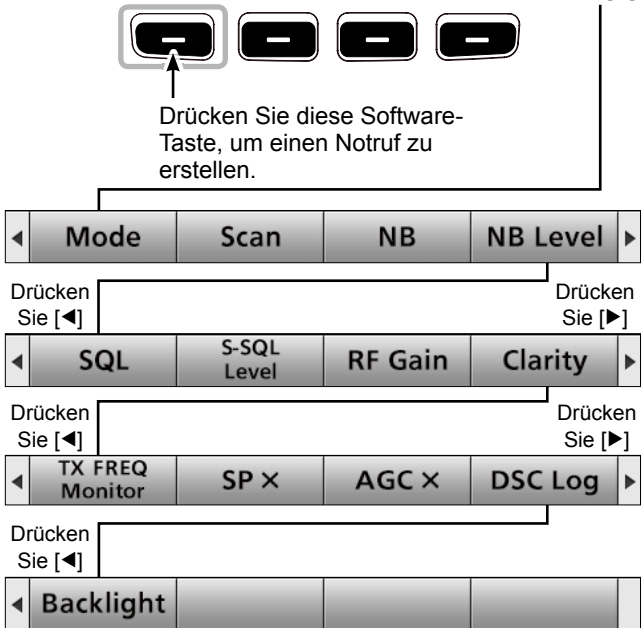 Drücken Sie diese Software-
Taste, um einen Notruf zu
erstellen.
◀ Mode Scan NB NB Level ▶
Drücken Sie [◀]
Drücken Sie [▶]
◀ SQL S-SQL Level RF Gain Clarity ▶
Drücken Sie [◀]
Drücken Sie [▶]
◀ TX FREQ Monitor SP × AGC × DSC Log ▶
Drücken Sie [◀]
◀ Backlight